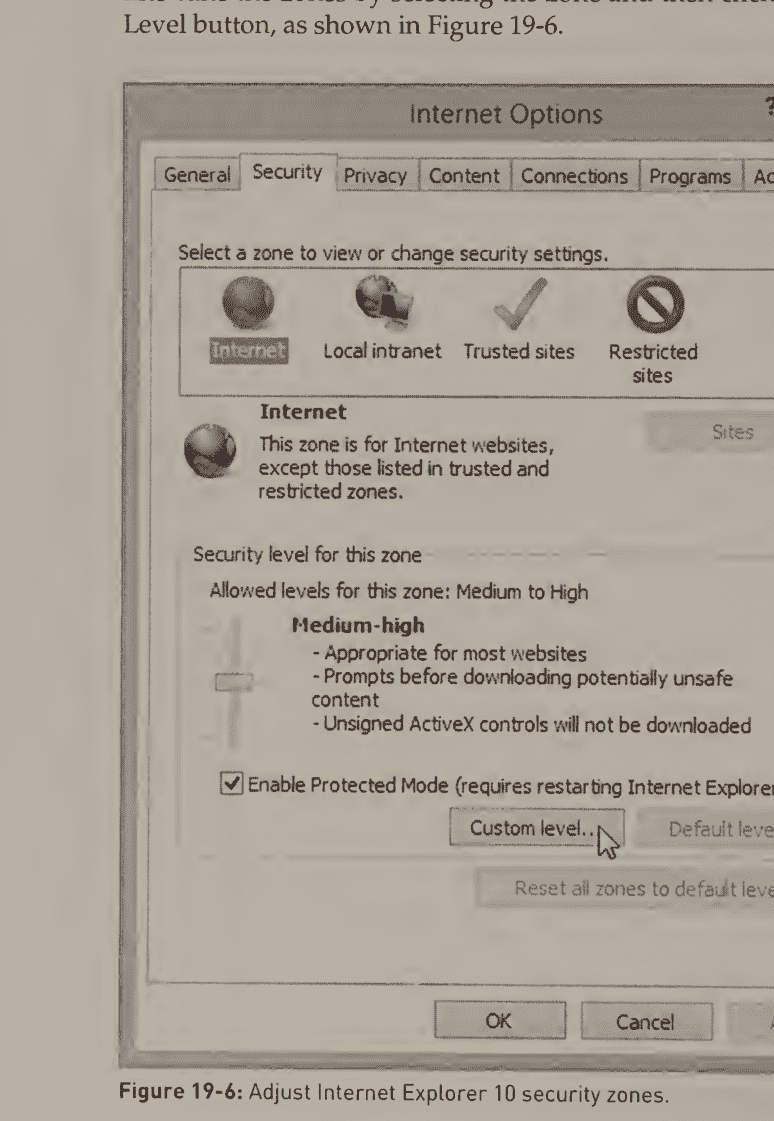 Level button, as shown in Figure 19-6.
Internet Options ?
General Security Privacy Content Connections Programs
Select a zone to view or change security settings.
Internet Local intranet Trusted sites Restricted
sites
Internet
Sites
This zone is for Internet websites,
except those listed in trusted and
restricted zones.
Security level for this zone
Allowed levels for this zone: Medium to High
Medium-high
- Appropriate for most websites
- Prompts before downloading potentially unsafe
content
- Unsigned ActiveX controls will not be downloaded
Enable Protected Mode (requires restarting Internet Explorer
Custom level... Default leve
Reset all zones to default leve
OK Cancel
Figure 19-6: Adjust Internet Explorer 10 security zones.